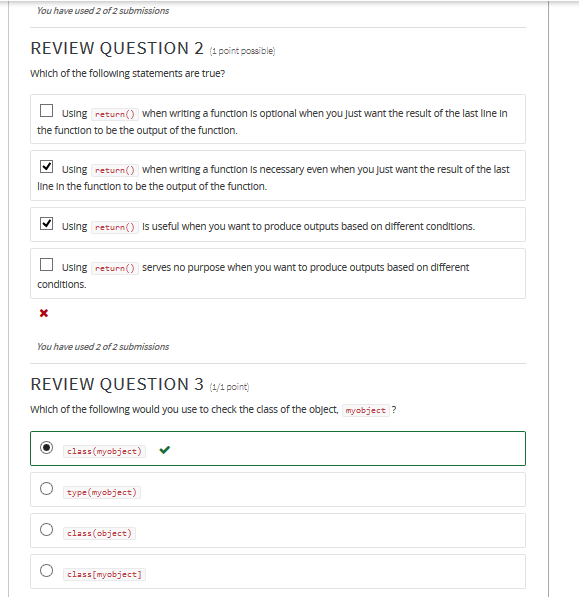 You have used 2 of 2 submissions
REVIEW QUESTION 2 (1 point possible)
Which of the following statements are true?
Using return() when writing a function is optional when you just want the result of the last line in
the function to be the output of the function.
Using return() when writing a function is necessary even when you just want the result of the last
line in the function to be the output of the function.
Using return() is useful when you want to produce outputs based on different conditions.
Using return() serves no purpose when you want to produce outputs based on different
conditions.
You have used 2 of 2 submissions
REVIEW QUESTION 3 (1/1 point)
Which of the following would you use to check the class of the object, myobject ?
class(myobject)
type(myobject)
class(object)
class[myobject]